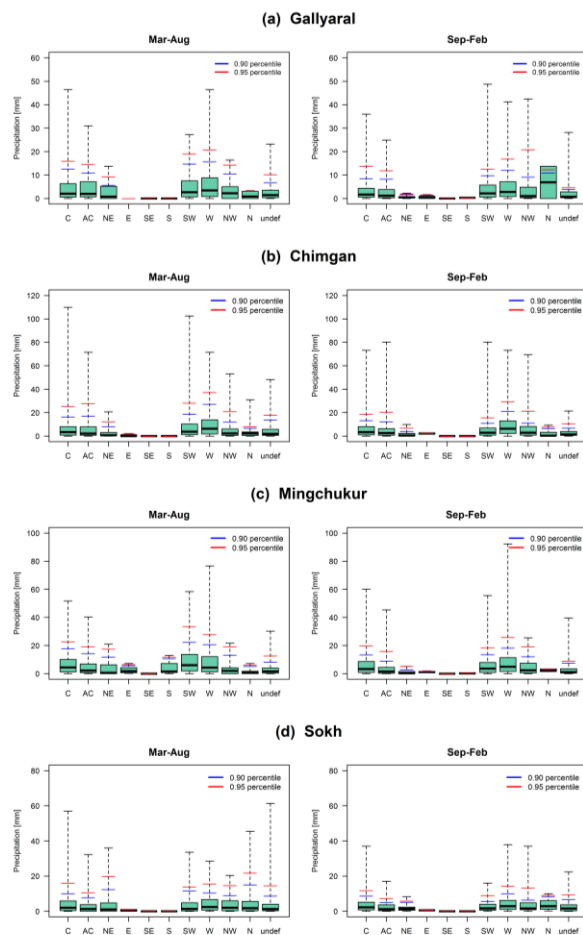 (a) Gallyaral
Mar-Aug
Precipitation [mm]
60
50
40
30
20
10
0
0.90 percentile
0.95 percentile
C AC NE E SE S SW W NW N undef
Sep-Feb
Precipitation [mm]
60
50
40
30
20
10
0
0.90 percentile
0.95 percentile
C AC NE E SE S SW W NW N undef
(b) Chimgan
Mar-Aug
Precipitation [mm]
120
100
80
60
40
20
0
0.90 percentile
0.95 percentile
C AC NE E SE S SW W NW N undef
Sep-Feb
Precipitation [mm]
120
100
80
60
40
20
0
0.90 percentile
0.95 percentile
C AC NE E SE S SW W NW N undef
(c) Mingchukur
Mar-Aug
Precipitation [mm]
100
80
60
40
20
0
0.90 percentile
0.95 percentile
C AC NE E SE S SW W NW N undef
Sep-Feb
Precipitation [mm]
100
80
60
40
20
0
0.90 percentile
0.95 percentile
C AC NE E SE S SW W NW N undef
(d) Sokh
Mar-Aug
Precipitation [mm]
80
60
40
20
0
0.90 percentile
0.95 percentile
C AC NE E SE S SW W NW N undef
Sep-Feb
Precipitation [mm]
80
60
40
20
0
0.90 percentile
0.95 percentile
C AC NE E SE S SW W NW N undef